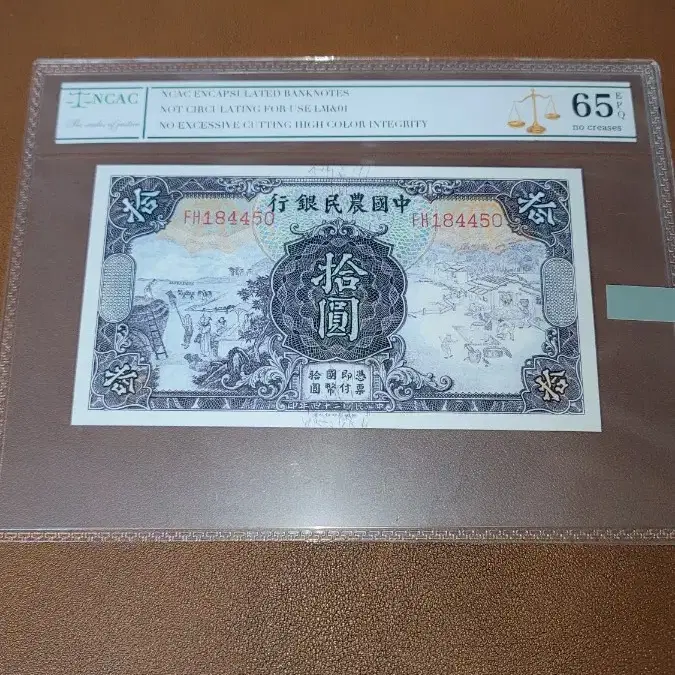 NCAC
NCAC ENCAPSULATED BANKNOTES
NOT CIRCULATING FOR USE LM&01
NO EXCESSIVE CUTTING HIGH COLOR INTEGRITY
65 EPQ
no creases
拾
拾
行銀民農國中
FH184450
FH184450
拾圓
憑票
即付
國幣
拾圓
拾
拾